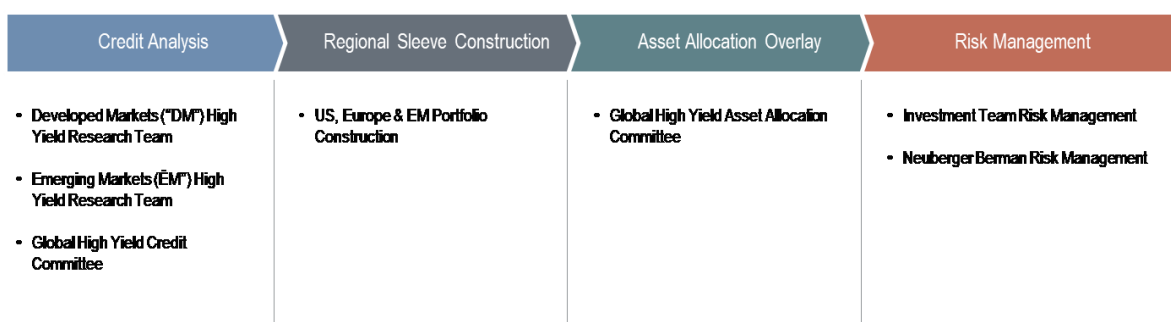 Credit Analysis
Regional Sleeve Construction
Asset Allocation Overlay
Risk Management
• Developed Markets ("DM") High
Yield Research Team
• Emerging Markets (ĒM") High
Yield Research Team
• Global High Yield Credit
Committee
• US, Europe & EM Portfolio
Construction
• Global High Yield Asset Allocation
Committee
• Investment Team Risk Management
• Neuberger Berman Risk Management